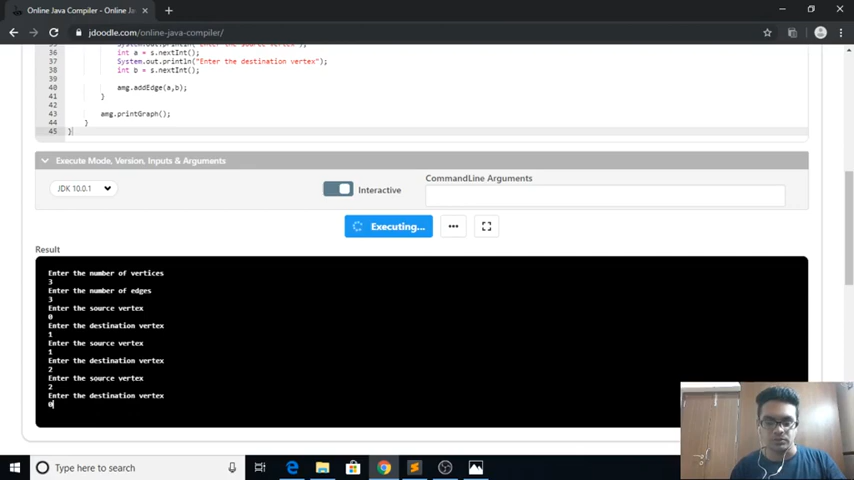 Online Java Compiler - Online Ja
jdoodle.com/online-java-compiler/
35 System.out.println("Enter the source vertex");
36 int a = s.nextInt();
37 System.out.println("Enter the destination vertex");
38 int b = s.nextInt();
39
40 amg.addEdge(a,b);
41 }
42
43 amg.printGraph();
44 }
45 }
Execute Mode, Version, Inputs & Arguments
CommandLine Arguments
JDK 10.0.1
Interactive
Executing...
Result
Enter the number of vertices
3
Enter the number of edges
3
Enter the source vertex
0
Enter the destination vertex
1
Enter the source vertex
1
Enter the destination vertex
2
Enter the source vertex
2
Enter the destination vertex
0
Type here to search